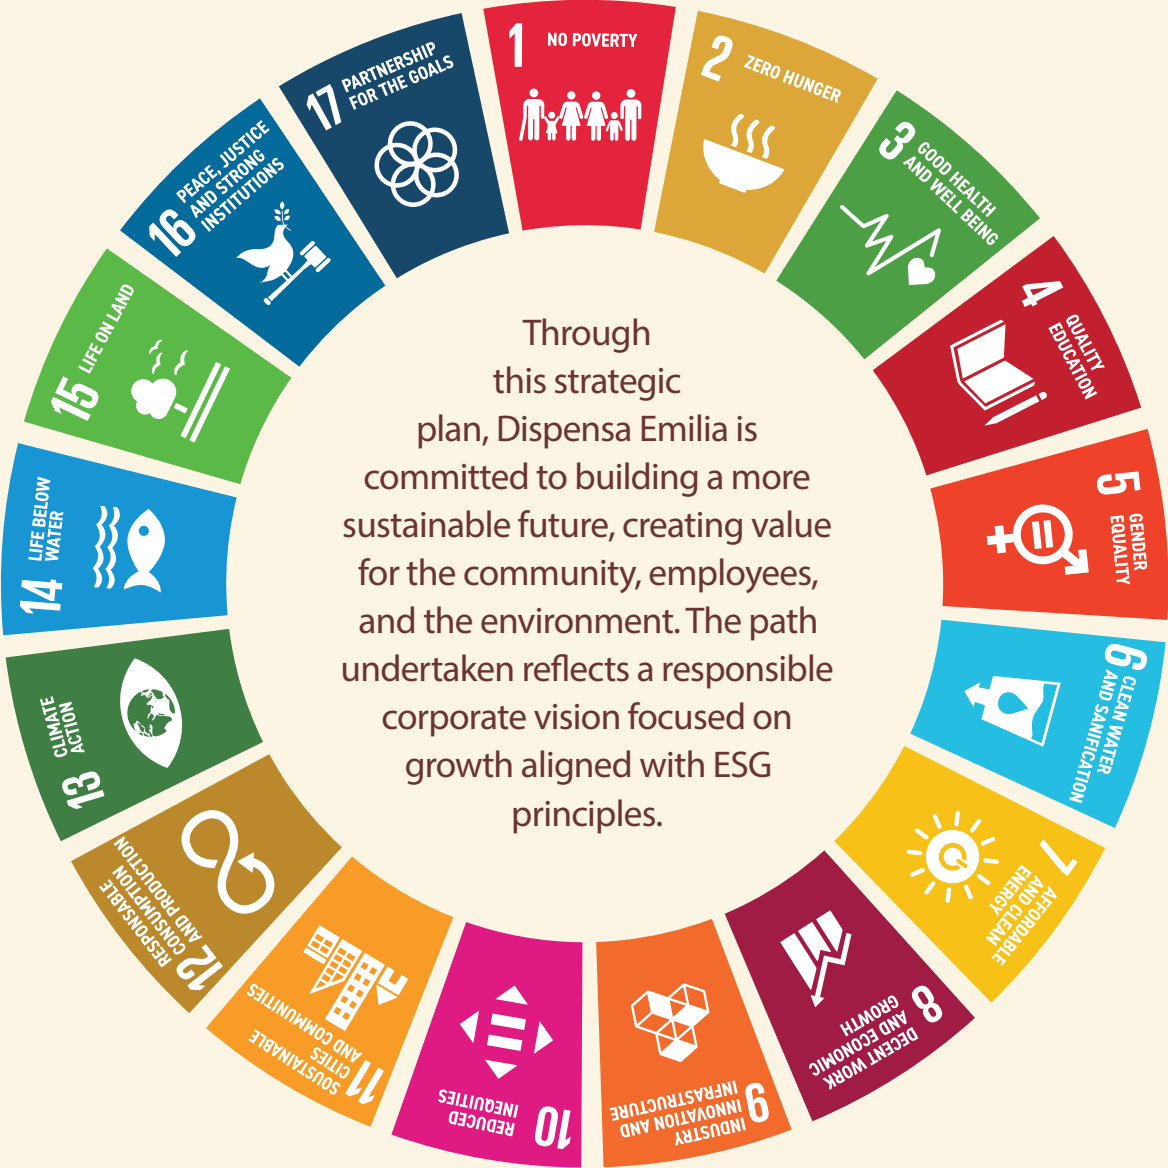 1 NO POVERTY
2 ZERO HUNGER
3 GOOD HEALTH
AND WELL BEING
4 QUALITY
EDUCATION
5 GENDER
EQUALITY
6 CLEAN WATER
AND SANIFICATION
7 AFFORDABLE
AND CLEAN
ENERGY
8 DECENT WORK
AND ECONOMIC
GROWTH
9 INDUSTRY
INNOVATION AND
INFRASTRUCTURE
10 REDUCED
INEQUITIES
11 SOUSTAINABLE
CITIES
AND COMMUNITIES
12 RESPONSABLE
CONSUMPTION
AND PRODUCTION
13 CLIMATE
ACTION
14 LIFE BELOW
WATER
15 LIFE ON LAND
16 PEACE, JUSTICE
AND STRONG
INSTITUTIONS
17 PARTNERSHIP
FOR THE GOALS
Through
this strategic
plan, Dispensa Emilia is
committed to building a more
sustainable future, creating value
for the community, employees,
and the environment. The path
undertaken reflects a responsible
corporate vision focused on
growth aligned with ESG
principles.